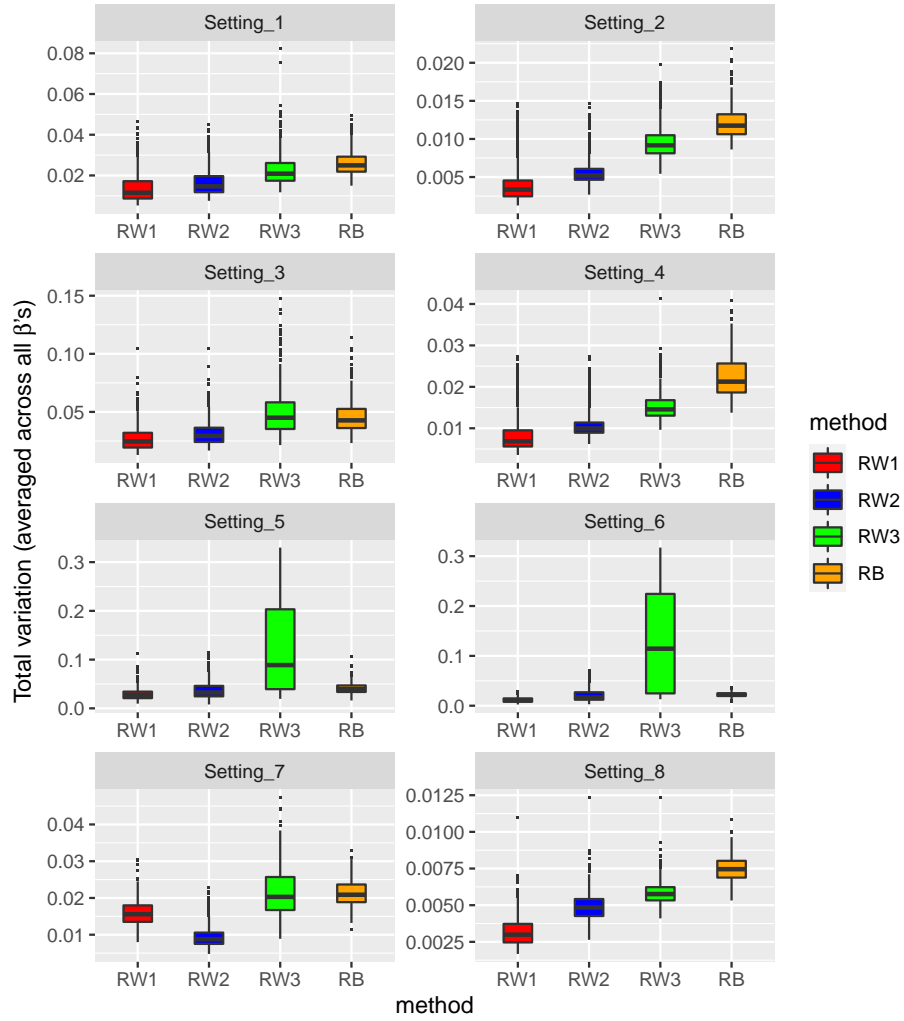 Setting_1
Setting_2
0.08
0.06
0.04
0.02
0.020
0.015
0.010
0.005
RW1 RW2 RW3 RB
RW1 RW2 RW3 RB
Setting_3
Setting_4
0.15
0.10
0.05
0.04
0.03
0.02
0.01
RW1 RW2 RW3 RB
RW1 RW2 RW3 RB
Setting_5
Setting_6
0.3
0.2
0.1
0.0
0.3
0.2
0.1
0.0
RW1 RW2 RW3 RB
RW1 RW2 RW3 RB
Setting_7
Setting_8
0.04
0.03
0.02
0.01
0.0125
0.0100
0.0075
0.0050
0.0025
RW1 RW2 RW3 RB
RW1 RW2 RW3 RB
method
Total variation (averaged across all β's)
method
RW1
RW2
RW3
RB